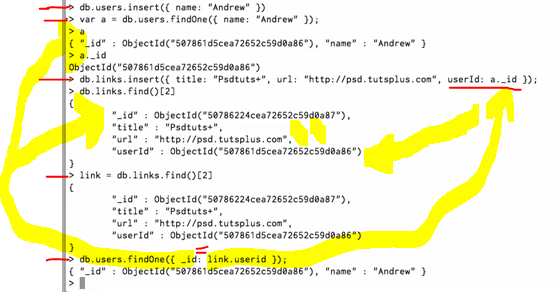 > db.users.insert({ name: "Andrew" })
> var a = db.users.findOne({ name: "Andrew" });
> a
{ "_id" : ObjectId("507861d5cea72652c59d0a86"), "name" : "Andrew" }
> a._id
ObjectId("507861d5cea72652c59d0a86")
> db.links.insert({ title: "Psdtuts+", url: "http://psd.tutsplus.com", userId: a._id });
> db.links.find()[2]
{
"_id" : ObjectId("50786224cea72652c59d0a87"),
"title" : "Psdtuts+",
"url" : "http://psd.tutsplus.com",
"userId" : ObjectId("507861d5cea72652c59d0a86")
}
> link = db.links.find()[2]
{
"_id" : ObjectId("50786224cea72652c59d0a87"),
"title" : "Psdtuts+",
"url" : "http://psd.tutsplus.com",
"userId" : ObjectId("507861d5cea72652c59d0a86")
}
> db.users.findOne({ _id: link.userid });
{ "_id" : ObjectId("507861d5cea72652c59d0a86"), "name" : "Andrew" }
>